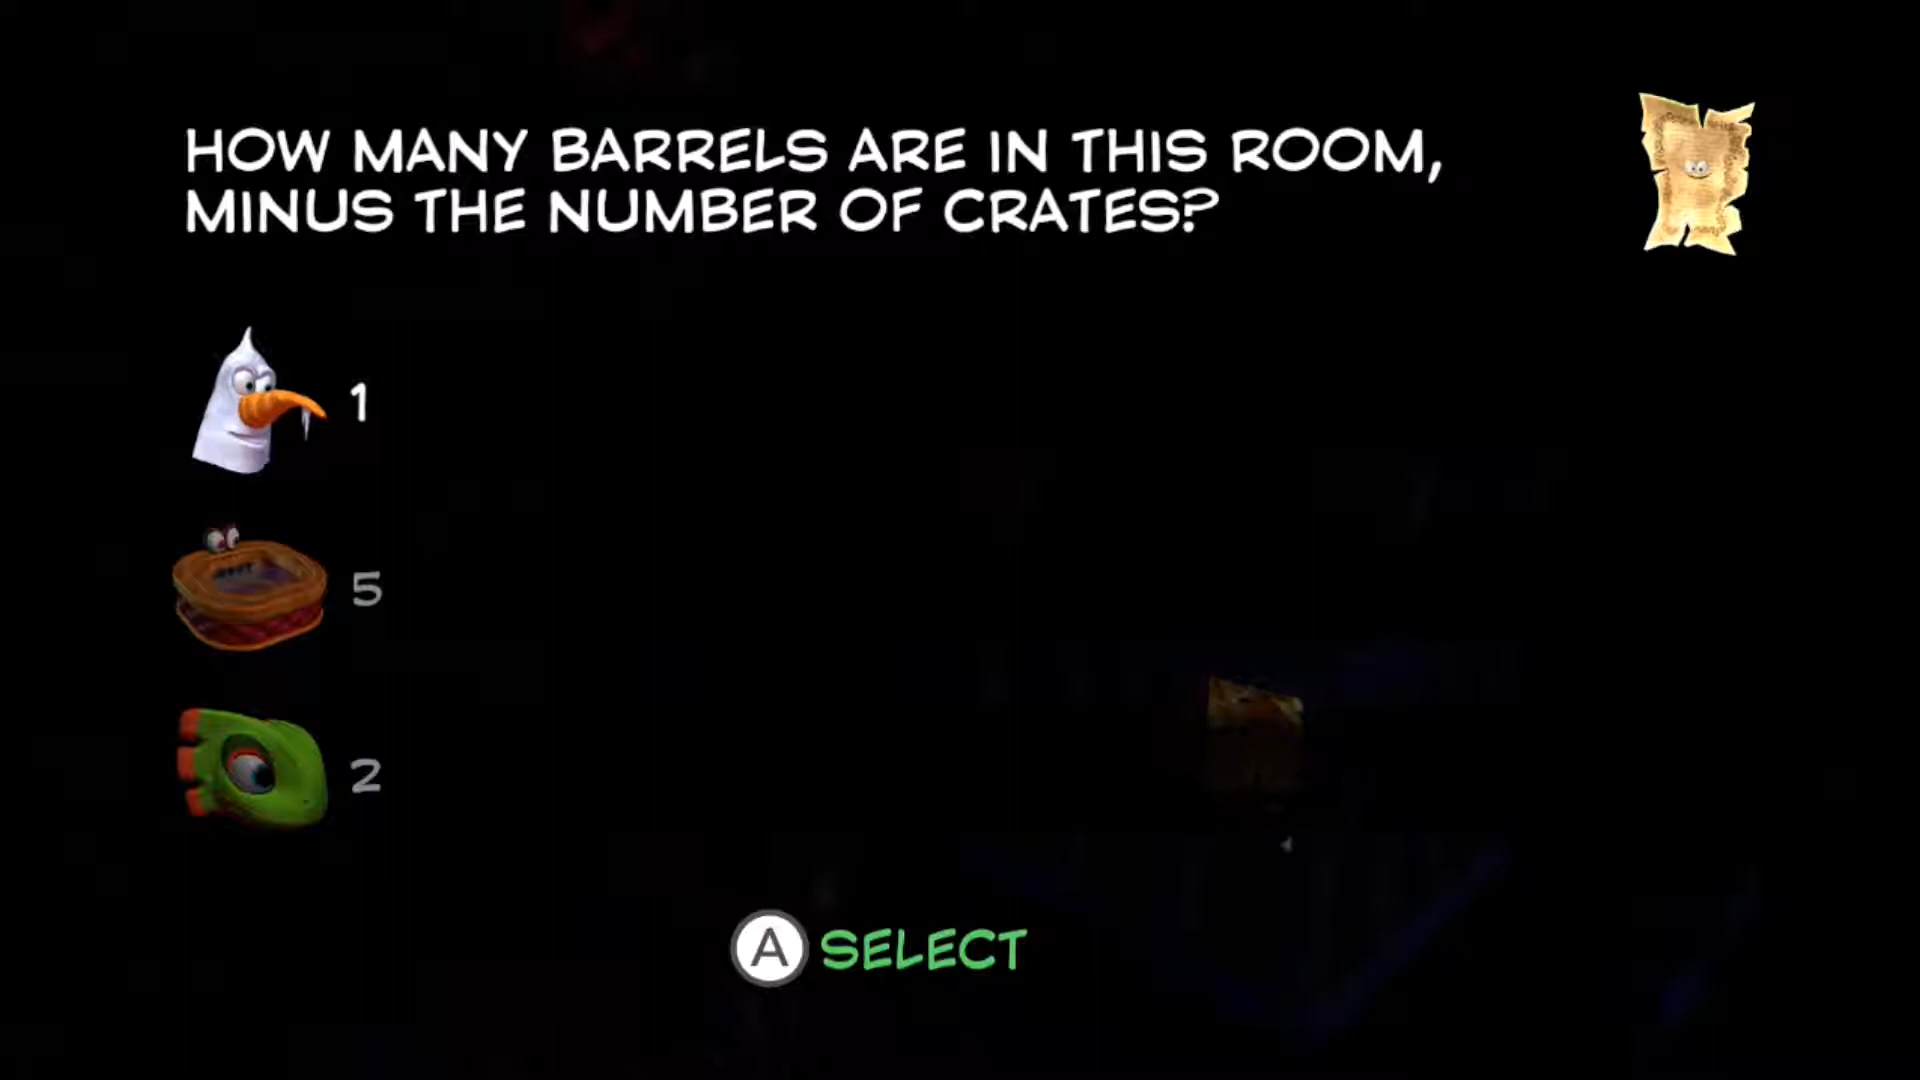 HOW MANY BARRELS ARE IN THIS ROOM,
MINUS THE NUMBER OF CRATES?
1
5
2
A SELECT